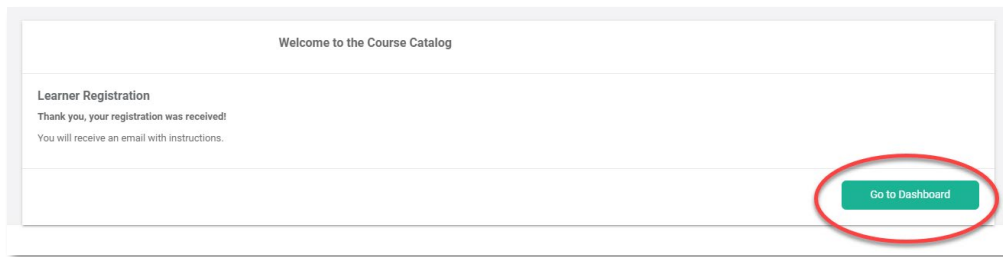 Welcome to the Course Catalog
Learner Registration
Thank you, your registration was received!
You will receive an email with instructions.
Go to Dashboard